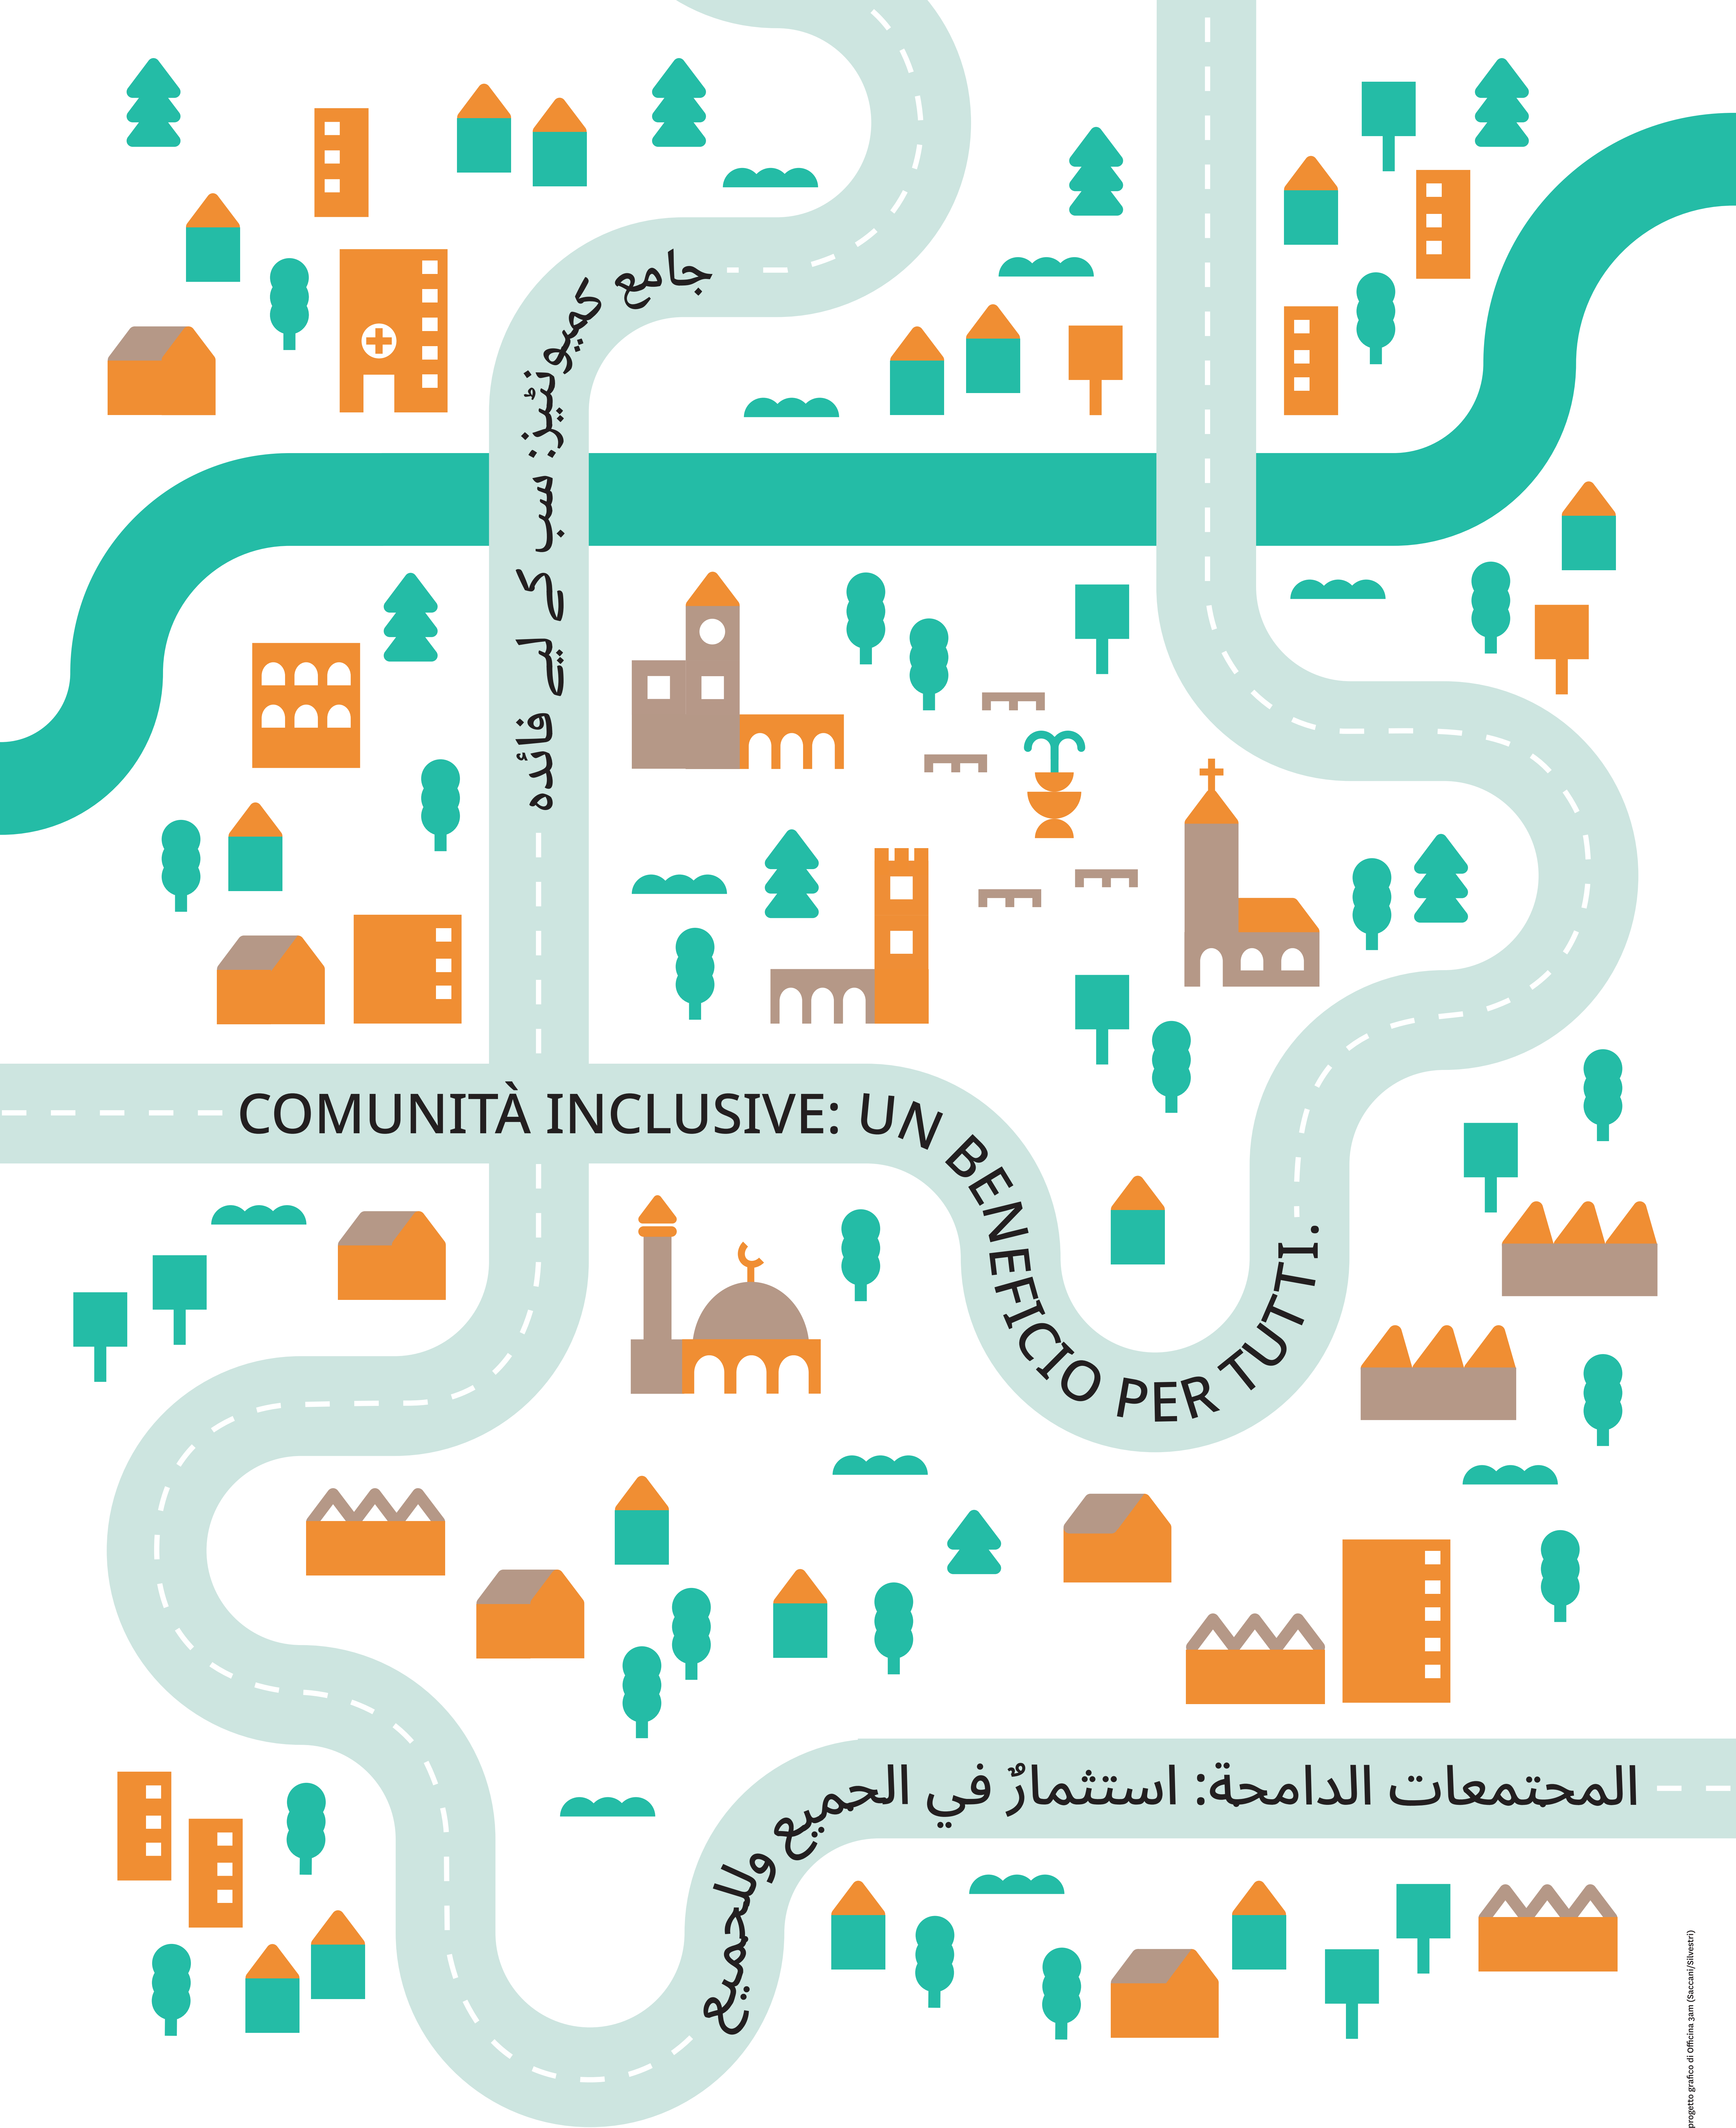 جامع کمیونٹیز: سب کے لئے فائدہ
COMUNITÀ INCLUSIVE: UN BENEFICIO PER TUTTI.
المجتمعات الدامجة: استثمارٌ في الجميع وللجميع
progetto grafico di Officina 3am (Saccani/Silvestri)